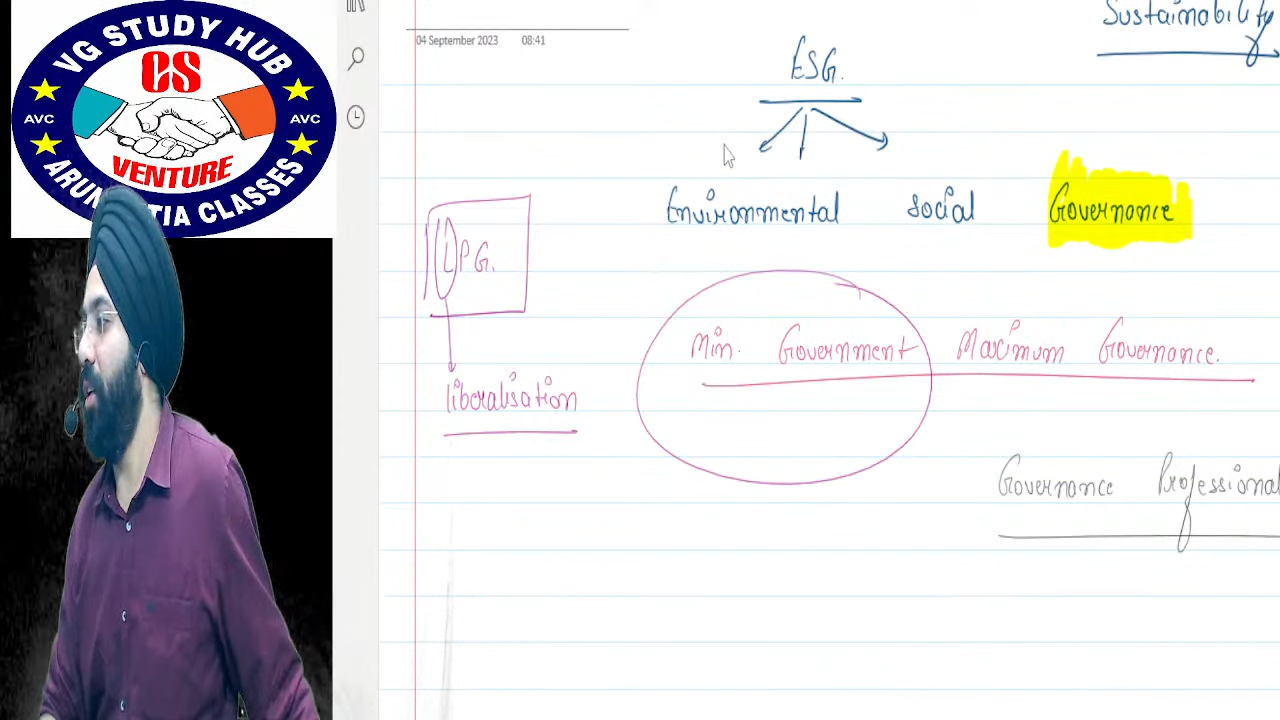 VG STUDY HUB
CS
AVC
AVC
VENTURE
CLASSES
04 September 2023 08:41
Sustainability
ESG.
Environmental Social Governance
LPG.
Min. Government Maximum Governance.
liberalisation
Governance Professional